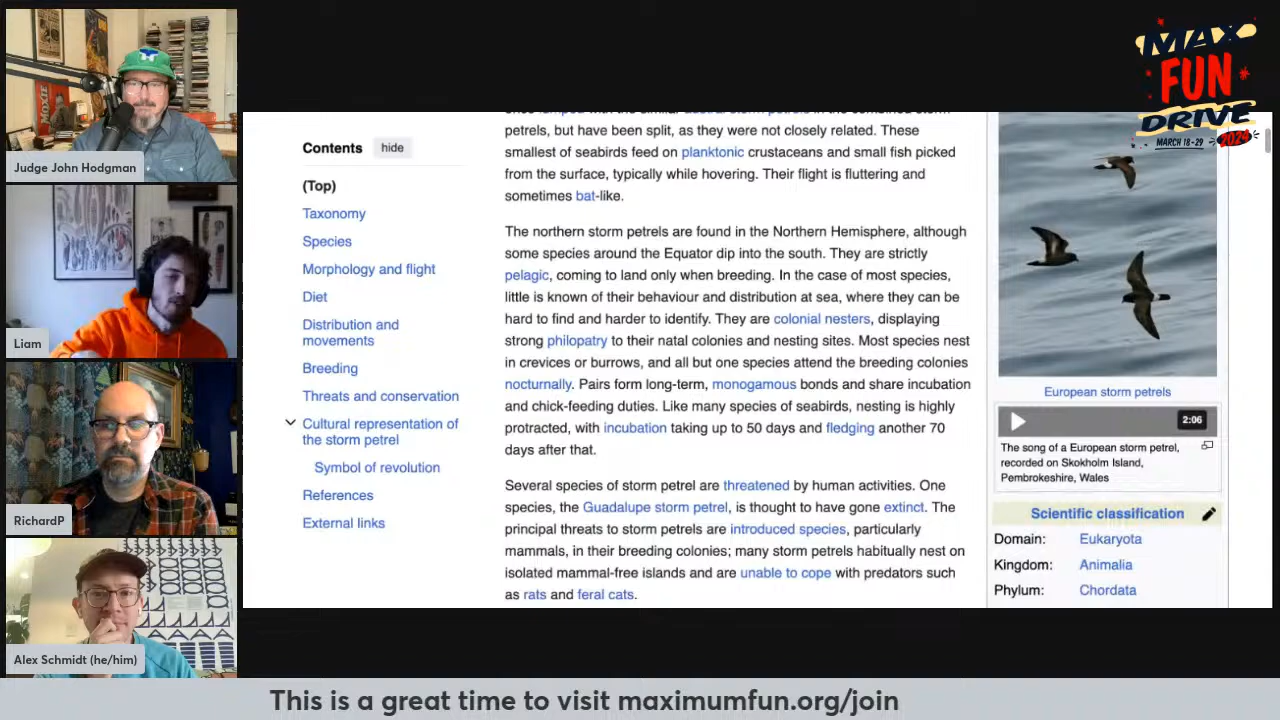 MAX
FUN
DRIVE
MARCH 18-29
2024
MOXIE
Judge John Hodgman
Liam
RichardP
Alex Schmidt (he/him)
Contents
hide
(Top)
Taxonomy
Species
Morphology and flight
Diet
Distribution and
movements
Breeding
Threats and conservation
Cultural representation of
the storm petrel
Symbol of revolution
References
External links
petrels, but have been split, as they were not closely related. These
smallest of seabirds feed on planktonic crustaceans and small fish picked
from the surface, typically while hovering. Their flight is fluttering and
sometimes bat-like.
The northern storm petrels are found in the Northern Hemisphere, although
some species around the Equator dip into the south. They are strictly
pelagic, coming to land only when breeding. In the case of most species,
little is known of their behaviour and distribution at sea, where they can be
hard to find and harder to identify. They are colonial nesters, displaying
strong philopatry to their natal colonies and nesting sites. Most species nest
in crevices or burrows, and all but one species attend the breeding colonies
nocturnally. Pairs form long-term, monogamous bonds and share incubation
and chick-feeding duties. Like many species of seabirds, nesting is highly
protracted, with incubation taking up to 50 days and fledging another 70
days after that.
Several species of storm petrel are threatened by human activities. One
species, the Guadalupe storm petrel, is thought to have gone extinct. The
principal threats to storm petrels are introduced species, particularly
mammals, in their breeding colonies; many storm petrels habitually nest on
isolated mammal-free islands and are unable to cope with predators such
as rats and feral cats.
European storm petrels
2:06
The song of a European storm petrel,
recorded on Skokholm Island,
Pembrokeshire, Wales
Scientific classification
Domain: Eukaryota
Kingdom: Animalia
Phylum: Chordata
This is a great time to visit maximumfun.org/join